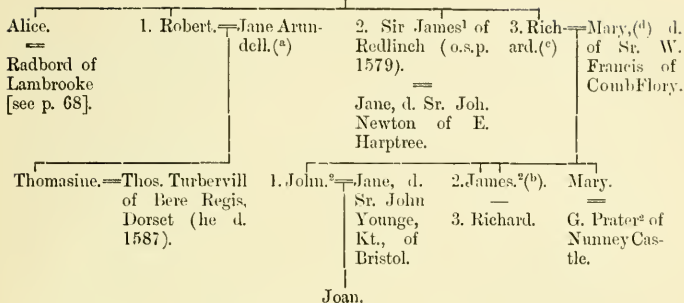 Alice.
=
Radbord of
Lambrooke
[see p. 68].
1. Robert.=Jane Arun-
dell.(a)
2. Sir James¹ of
Redlinch (o.s.p.
1579).
=
Jane, d. Sr. Joh.
Newton of E.
Harptree.
3. Rich-=Mary,(d) d.
ard.(c) of Sr. W.
Francis of
CombFlory.
Thomasine.=Thos. Turbervill
of Bere Regis,
Dorset (he d.
1587).
1. John.²=Jane, d.
Sr. John
Younge,
Kt., of
Bristol.
2. James.²(b).
—
3. Richard.
Mary.
=
G. Prater² of
Nunney Cas-
tle.
Joan.